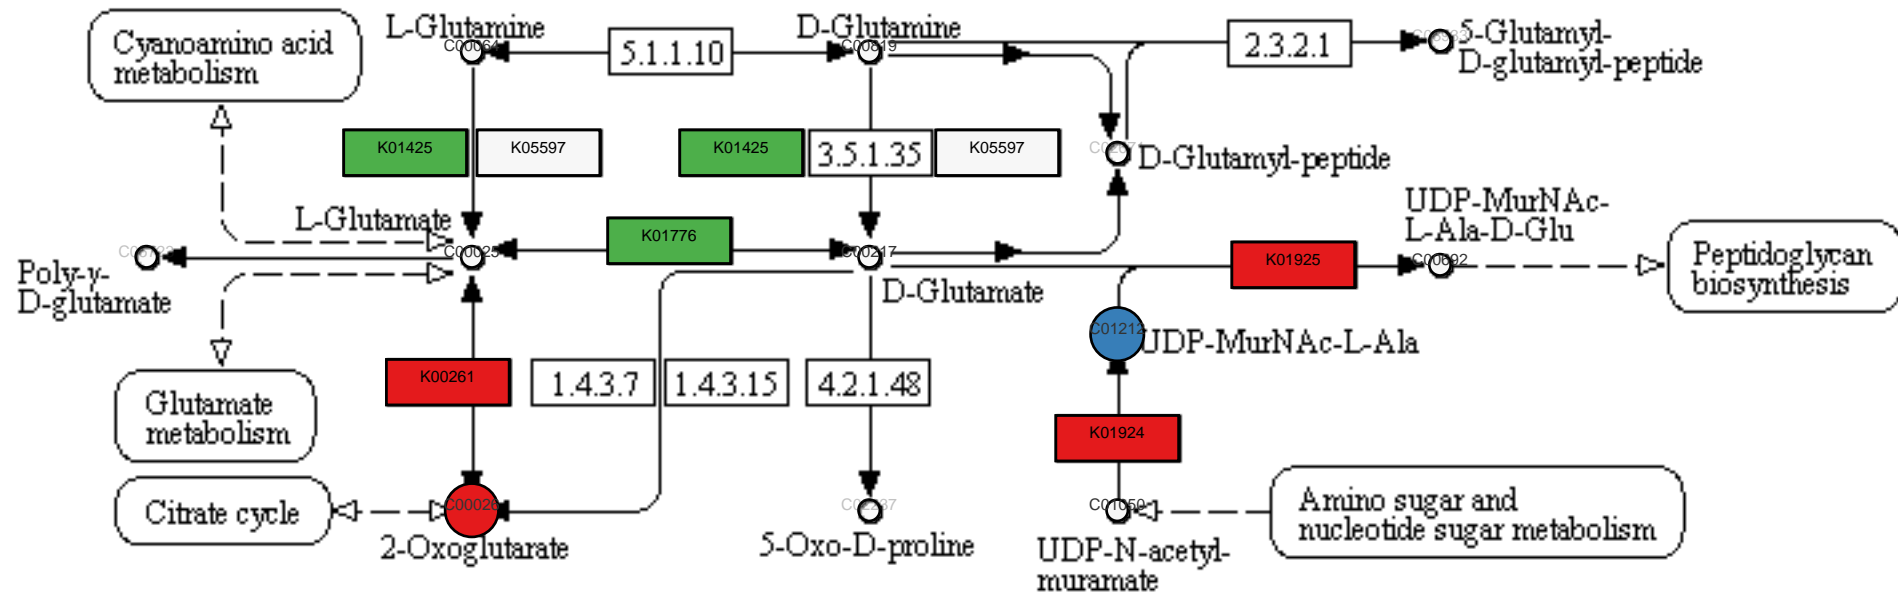 L-Glutamine
D-Glutamine
5-Glutamyl-
D-glutamyl-peptide
Cyanoamino acid
metabolism
C00064
5.1.1.10
C00819
2.3.2.1
K01425
K05597
K01425
3.5.1.35
K05597
D-Glutamyl-peptide
L-Glutamate
UDP-MurNAc-
L-Ala-D-Glu
K01776
C00025
C00217
K01925
C00692
Peptidoglycan
biosynthesis
Poly-γ-
D-glutamate
D-Glutamate
C01212
UDP-MurNAc-L-Ala
K00261
1.4.3.7
1.4.3.15
4.2.1.48
Glutamate
metabolism
K01924
Citrate cycle
C00026
C02237
C01050
Amino sugar and
nucleotide sugar metabolism
2-Oxoglutarate
5-Oxo-D-proline
UDP-N-acetyl-
muramate